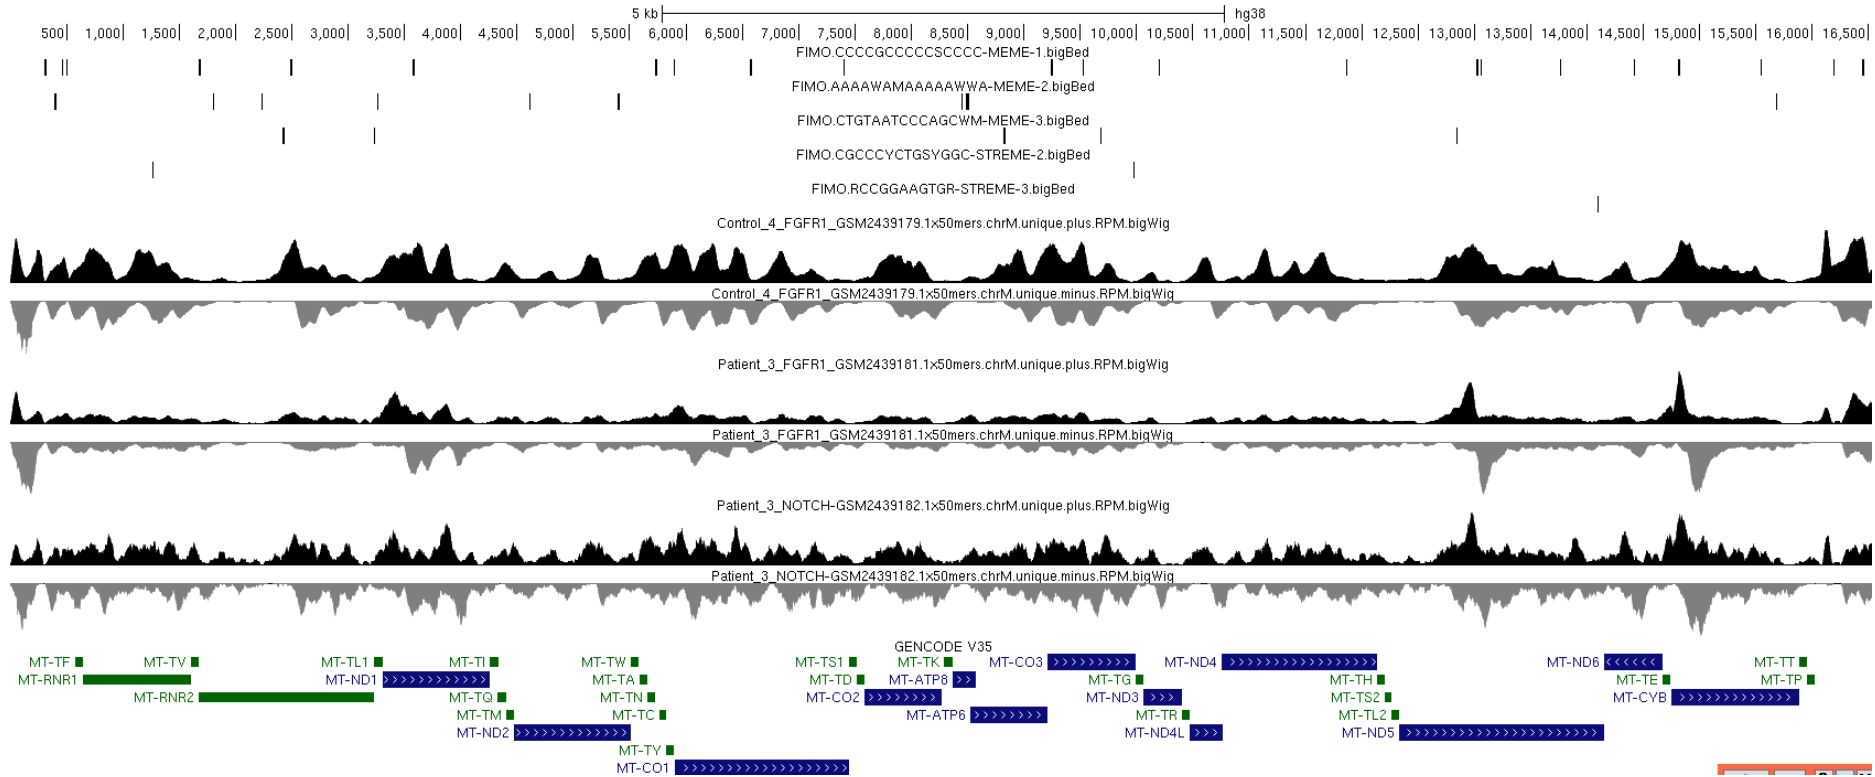 5 kb hg38
500| 1,000| 1,500| 2,000| 2,500| 3,000| 3,500| 4,000| 4,500| 5,000| 5,500| 6,000| 6,500| 7,000| 7,500| 8,000| 8,500| 9,000| 9,500| 10,000| 10,500| 11,000| 11,500| 12,000| 12,500| 13,000| 13,500| 14,000| 14,500| 15,000| 15,500| 16,000| 16,500|
FIMO.CCCCGCCCCCSCCCC-MEME-1.bigBed
FIMO.AAAAWAMAAAAAWWA-MEME-2.bigBed
FIMO.CTGTAATCCCAGCWM-MEME-3.bigBed
FIMO.CGCCCYCTGSYGGC-STREME-2.bigBed
FIMO.RCCGGAAGTGR-STREME-3.bigBed
Control_4_FGFR1_GSM2439179.1x50mers.chrM.unique.plus.RPM.bigWig
Control_4_FGFR1_GSM2439179.1x50mers.chrM.unique.minus.RPM.bigWig
Patient_3_FGFR1_GSM2439181.1x50mers.chrM.unique.plus.RPM.bigWig
Patient_3_FGFR1_GSM2439181.1x50mers.chrM.unique.minus.RPM.bigWig
Patient_3_NOTCH-GSM2439182.1x50mers.chrM.unique.plus.RPM.bigWig
Patient_3_NOTCH-GSM2439182.1x50mers.chrM.unique.minus.RPM.bigWig
GENCODE V35
MT-TF MT-TV MT-TL1 MT-TI MT-TW MT-TS1 MT-TK MT-CO3 MT-ND4 MT-ND6 MT-TT
MT-RNR1 MT-ND1 MT-TA MT-TD MT-ATP8 MT-TG MT-TH MT-TE MT-TP
MT-RNR2 MT-TQ MT-TN MT-CO2 MT-ND3 MT-TS2 MT-CYB
MT-TM MT-TC MT-ATP6 MT-TR MT-TL2
MT-ND2 MT-ND4L MT-ND5
MT-TY
MT-CO1